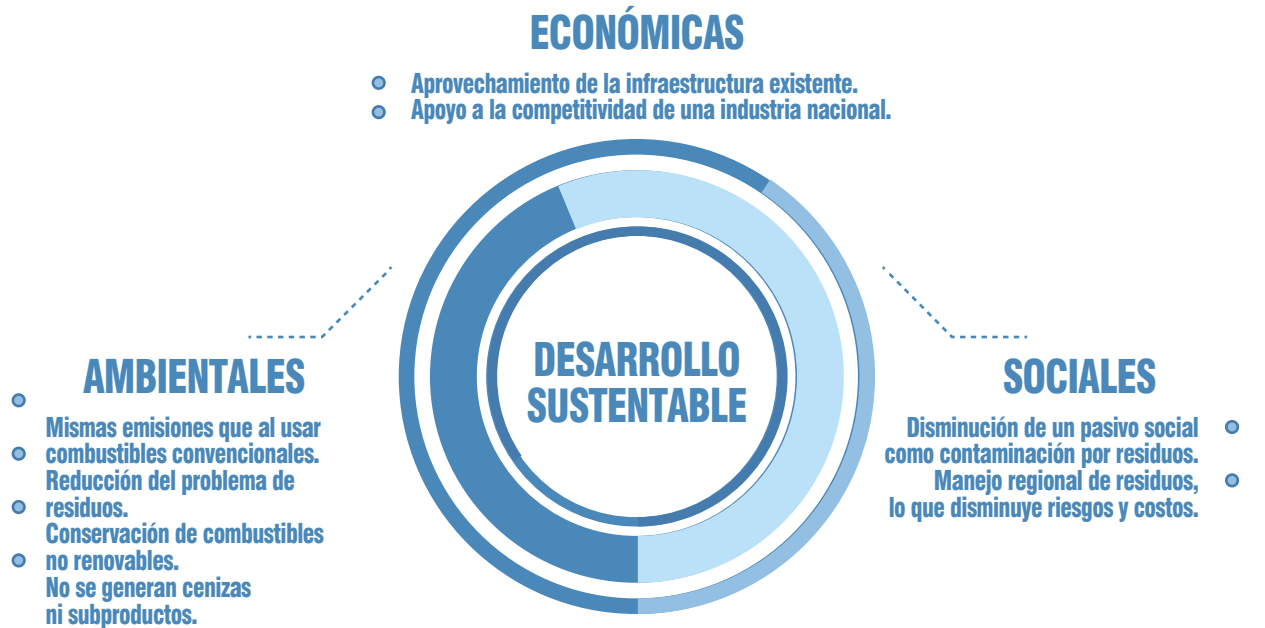 ECONÓMICAS
Aprovechamiento de la infraestructura existente.
Apoyo a la competitividad de una industria nacional.
DESARROLLO
SUSTENTABLE
AMBIENTALES
Mismas emisiones que al usar
combustibles convencionales.
Reducción del problema de
residuos.
Conservación de combustibles
no renovables.
No se generan cenizas
ni subproductos.
SOCIALES
Disminución de un pasivo social
como contaminación por residuos.
Manejo regional de residuos,
lo que disminuye riesgos y costos.